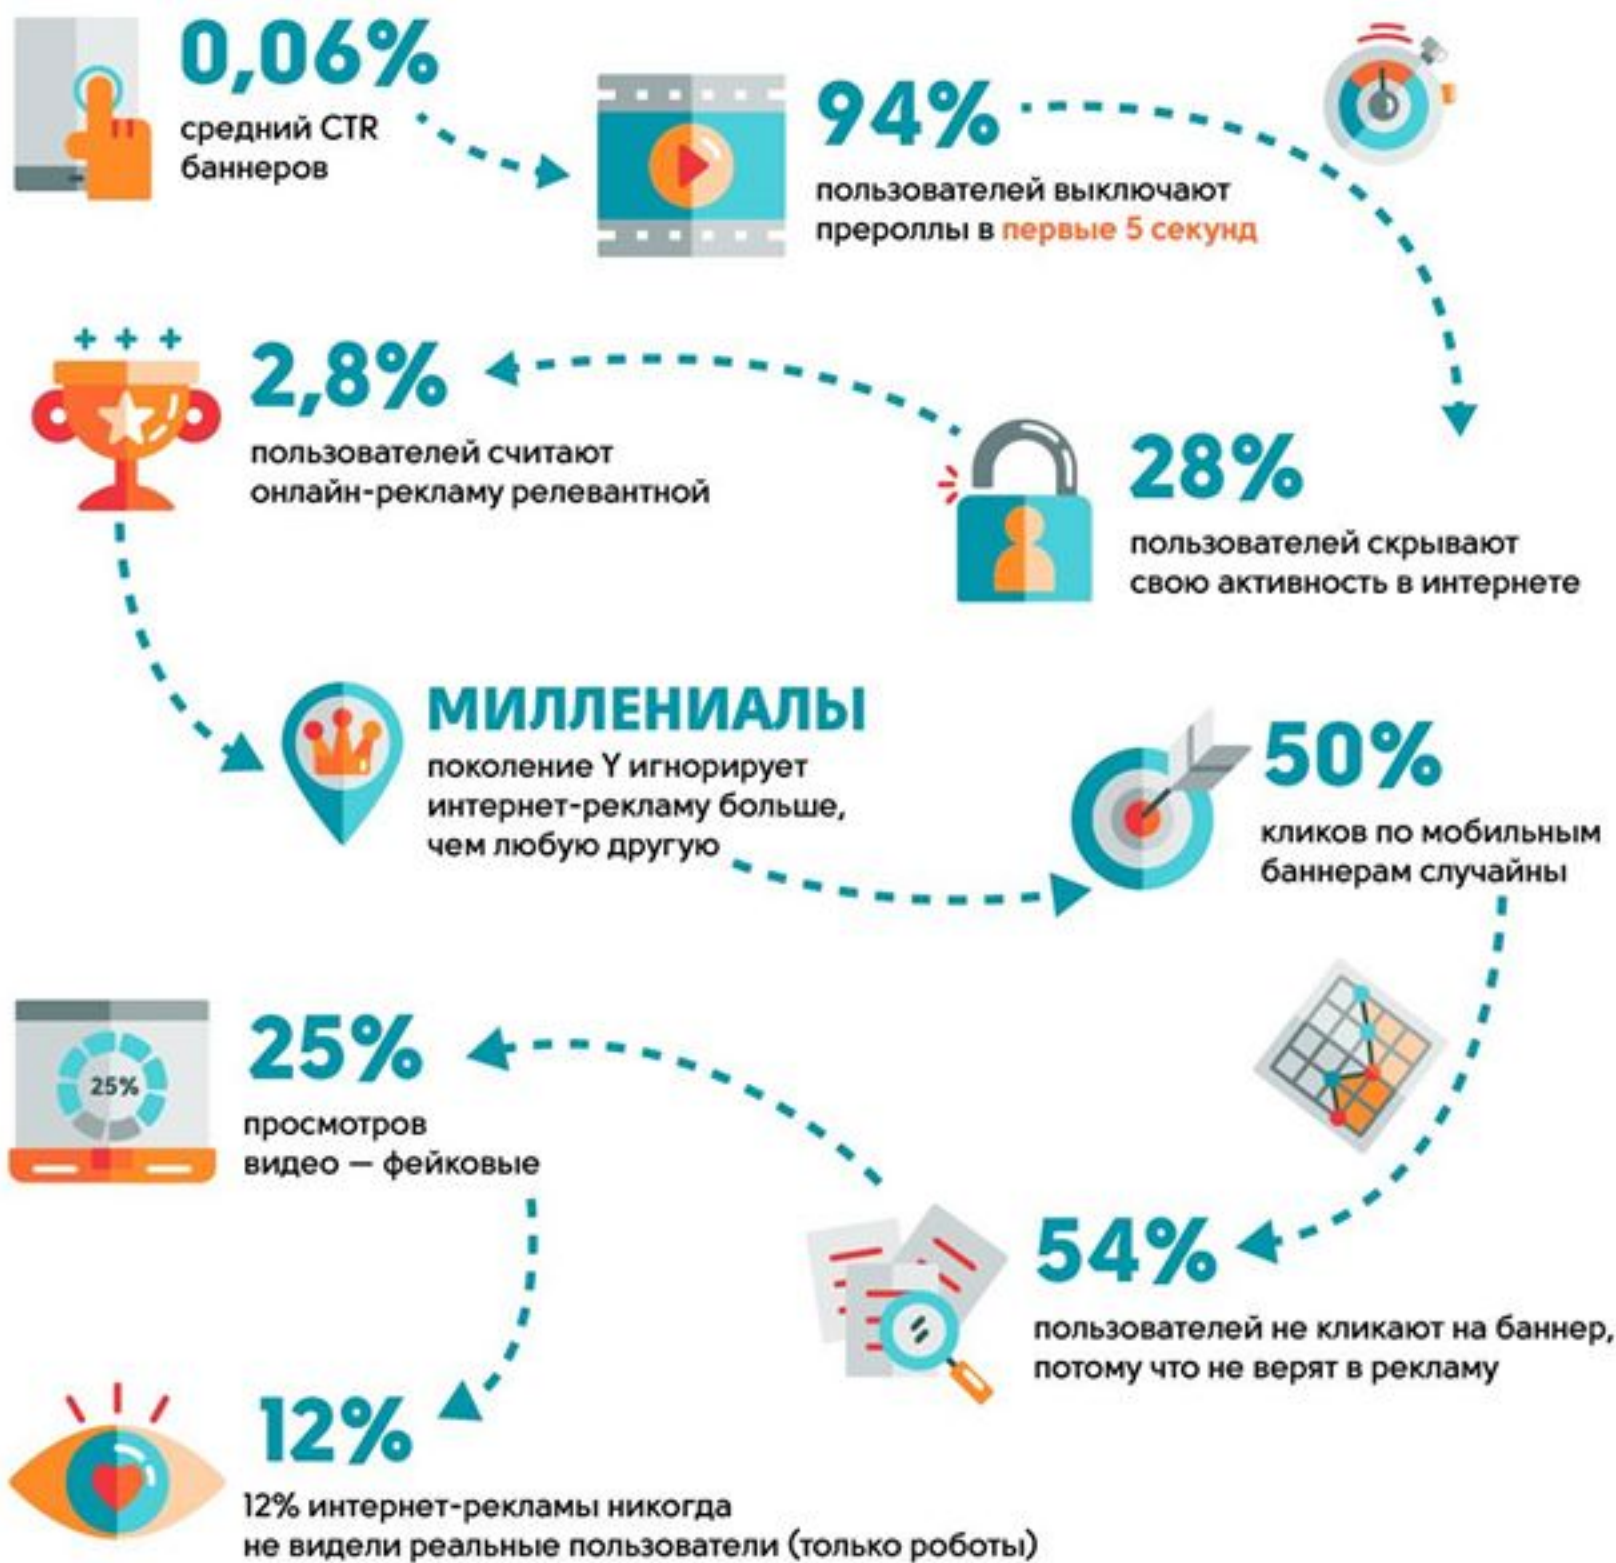 0,06%
средний CTR
баннеров
94%
пользователей выключают
прероллы в первые 5 секунд
28%
пользователей скрывают
свою активность в интернете
2,8%
пользователей считают
онлайн-рекламу релевантной
МИЛЛЕНИАЛЫ
поколение Y игнорирует
интернет-рекламу больше,
чем любую другую
50%
кликов по мобильным
баннерам случайны
54%
пользователей не кликают на баннер,
потому что не верят в рекламу
25%
25%
просмотров
видео — фейковые
12%
12% интернет-рекламы никогда
не видели реальные пользователи (только роботы)